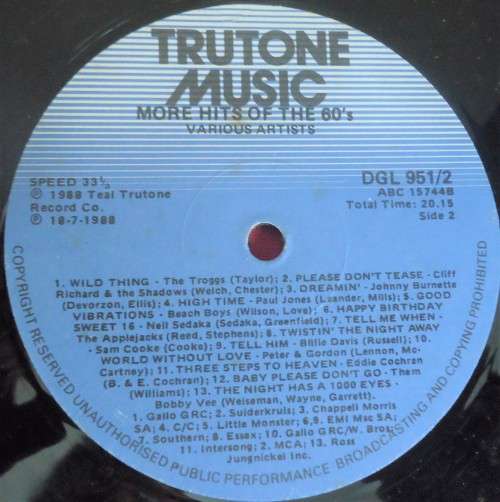 TRUTONE
MUSIC
MORE HITS OF THE 60's
VARIOUS ARTISTS
SPEED 33⅓
℗ 1988 Teal Trutone
Record Co.
℗ 18-7-1988
DGL 951/2
ABC 15744B
Total Time: 20.15
Side 2
1. WILD THING - The Troggs (Taylor); 2. PLEASE DON'T TEASE - Cliff
Richard & the Shadows (Welch, Chester); 3. DREAMIN' - Johnny Burnette
(Devorzon, Ellis); 4. HIGH TIME - Paul Jones (Leander, Mills); 5. GOOD
VIBRATIONS - Beach Boys (Wilson, Love); 6. HAPPY BIRTHDAY
SWEET 16 - Neil Sedaka (Sedaka, Greenfield); 7. TELL ME WHEN -
The Applejacks (Reed, Stephens); 8. TWISTIN' THE NIGHT AWAY
- Sam Cooke (Cooke); 9. TELL HIM - Billie Davis (Russell); 10.
WORLD WITHOUT LOVE - Peter & Gordon (Lennon, Mc-
Cartney); 11. THREE STEPS TO HEAVEN - Eddie Cochran
(B. & E. Cochran); 12. BABY PLEASE DON'T GO - Them
(Williams); 13. THE NIGHT HAS A 1000 EYES -
Bobby Vee (Weiseman, Wayne, Garrett).
1. Gallo GRC; 2. Suiderkruis; 3. Chappell Morris
SA; 4. C/C; 5. Little Monster; 6,9. EMI Msc SA;
7. Southern; 8. Essex; 10. Gallo GRC/W. Bros.
11. Intersong; 2. MCA; 13. Ross
Jungnickel Inc.
COPYRIGHT RESERVED UNAUTHORISED PUBLIC PERFORMANCE BROADCASTING AND COPYING PROHIBITED